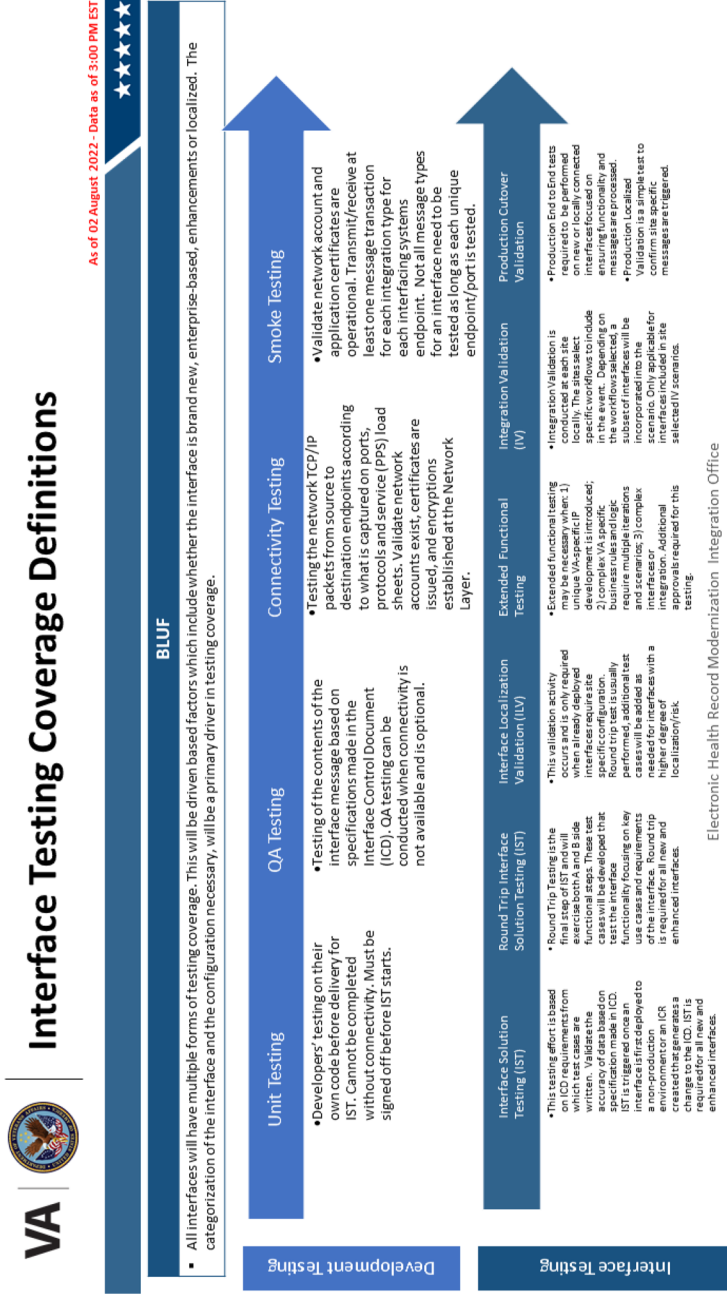 As of 02 August 2022 - Data as of 3:00 PM EST
VA
Interface Testing Coverage Definitions
BLUF
▪ All interfaces will have multiple forms of testing coverage. This will be driven based factors which include whether the interface is brand new, enterprise-based, enhancements or localized. The
categorization of the interface and the configuration necessary, will be a primary driver in testing coverage.
Development Testing
Unit Testing
•Developers' testing on their
own code before delivery for
IST. Cannot be completed
without connectivity. Must be
signed off before IST starts.
QA Testing
•Testing of the contents of the
interface message based on
specifications made in the
Interface Control Document
(ICD). QA testing can be
conducted when connectivity is
not available and is optional.
Connectivity Testing
•Testing the network TCP/IP
packets from source to
destination endpoints according
to what is captured on ports,
protocols and service (PPS) load
sheets. Validate network
accounts exist, certificates are
issued, and encryptions
established at the Network
Layer.
Smoke Testing
•Validate network account and
application certificates are
operational. Transmit/receive at
least one message transaction
for each integration type for
each interfacing systems
endpoint. Not all message types
for an interface need to be
tested as long as each unique
endpoint/port is tested.
Interface Testing
Interface Solution
Testing (IST)
•This testing effort is based
on ICD requirements from
which test cases are
written. Validate the
accuracy of data based on
specification made in ICD.
IST is triggered once an
interface is first deployed to
a non-production
environment or an ICR
created that generates a
change to the ICD. IST is
required for all new and
enhanced interfaces.
Round Trip Interface
Solution Testing (IST)
•Round Trip Testing is the
final step of IST and will
exercise both A and B side
functional steps. These test
cases will be developed that
test the interface
functionality focusing on key
use cases and requirements
of the interface. Round trip
is required for all new and
enhanced interfaces.
Interface Localization
Validation (ILV)
•This validation activity
occurs and is only required
when already deployed
interfaces require site
specific configuration.
Round trip test is usually
performed, additional test
cases will be added as
needed for interfaces with a
higher degree of
localization/risk.
Extended Functional
Testing
•Extended functional testing
may be necessary when: 1)
unique VA-specific IP
development is introduced;
2) complex VA specific
business rules and logic
require multiple iterations
and scenarios; 3) complex
interfaces or
integration. Additional
approvals required for this
testing.
Integration Validation
(IV)
•Integration Validation is
conducted at each site
locally. The sites select
specific workflows to include
in the event. Depending on
the workflows selected, a
subset of interfaces will be
incorporated into the
scenario. Only applicable for
interfaces included in site
selected IV scenarios.
Production Cutover
Validation
•Production End to End tests
required to be performed
on new or locally connected
interfaces focused on
ensuring functionality and
messages are processed.
•Production Localized
Validation is a simple test to
confirm site specific
messages are triggered.
Electronic Health Record Modernization Integration Office